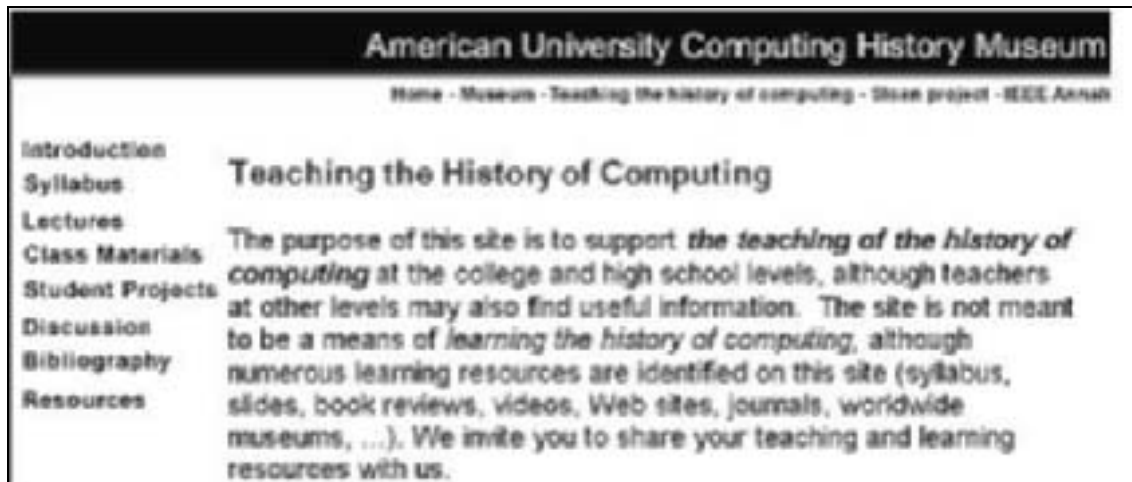 American University Computing History Museum
Home - Museum - Teaching the history of computing - Sloan project - IEEE Annals
Introduction
Syllabus
Lectures
Class Materials
Student Projects
Discussion
Bibliography
Resources
Teaching the History of Computing
The purpose of this site is to support the teaching of the history of
computing at the college and high school levels, although teachers
at other levels may also find useful information. The site is not meant
to be a means of learning the history of computing, although
numerous learning resources are identified on this site (syllabus,
slides, book reviews, videos, Web sites, journals, worldwide
museums, ...). We invite you to share your teaching and learning
resources with us.